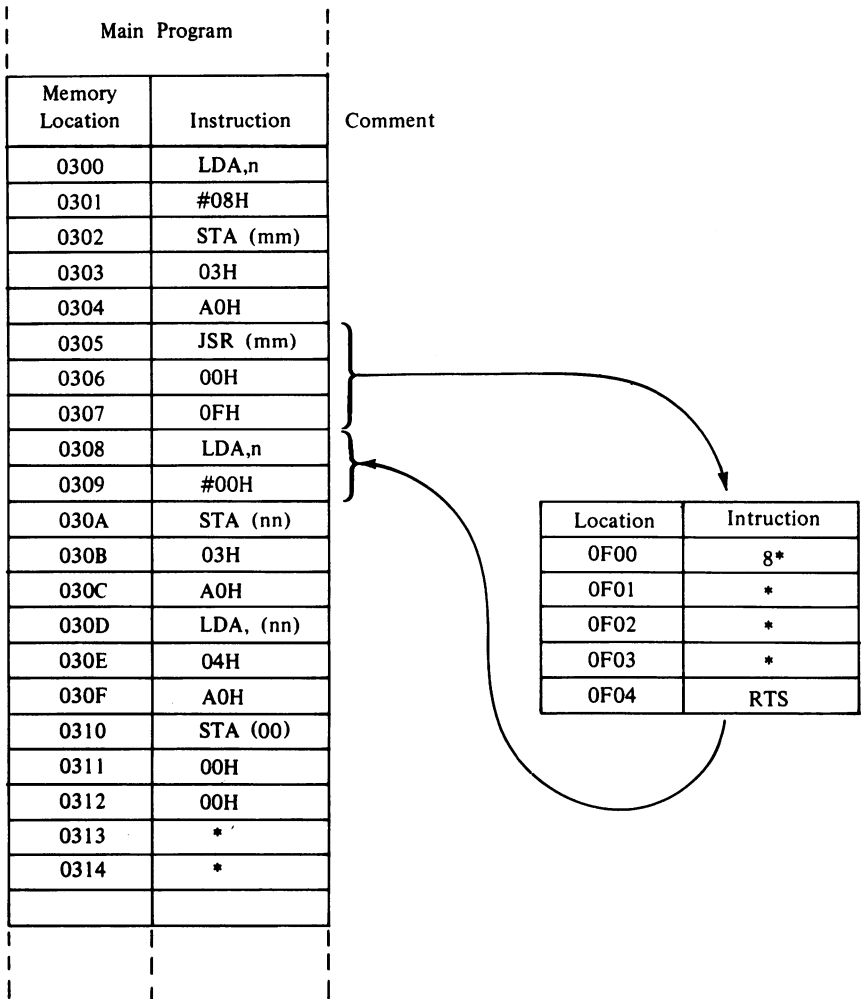 Main Program
Memory Location Instruction Comment
0300 LDA,n
0301 #08H
0302 STA (mm)
0303 03H
0304 A0H
0305 JSR (mm)
0306 00H
0307 0FH
0308 LDA,n
0309 #00H
030A STA (nn)
030B 03H
030C A0H
030D LDA, (nn)
030E 04H
030F A0H
0310 STA (00)
0311 00H
0312 00H
0313 *
0314 *
Location Intruction
0F00 8*
0F01 *
0F02 *
0F03 *
0F04 RTS